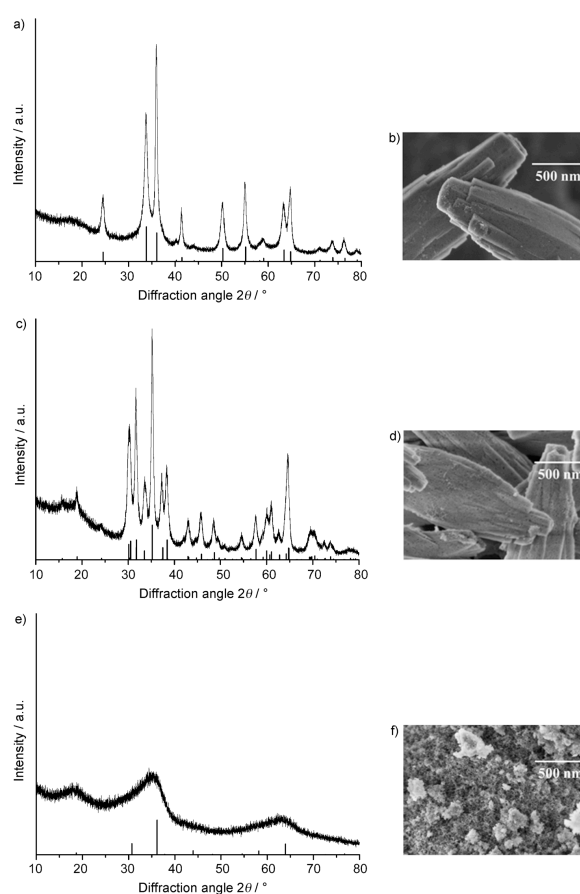 a)
Intensity / a.u.
10 20 30 40 50 60 70 80
Diffraction angle 2θ / °
b)
500 nm
c)
Intensity / a.u.
10 20 30 40 50 60 70 80
Diffraction angle 2θ / °
d)
500 nm
e)
Intensity / a.u.
10 20 30 40 50 60 70 80
Diffraction angle 2θ / °
f)
500 nm